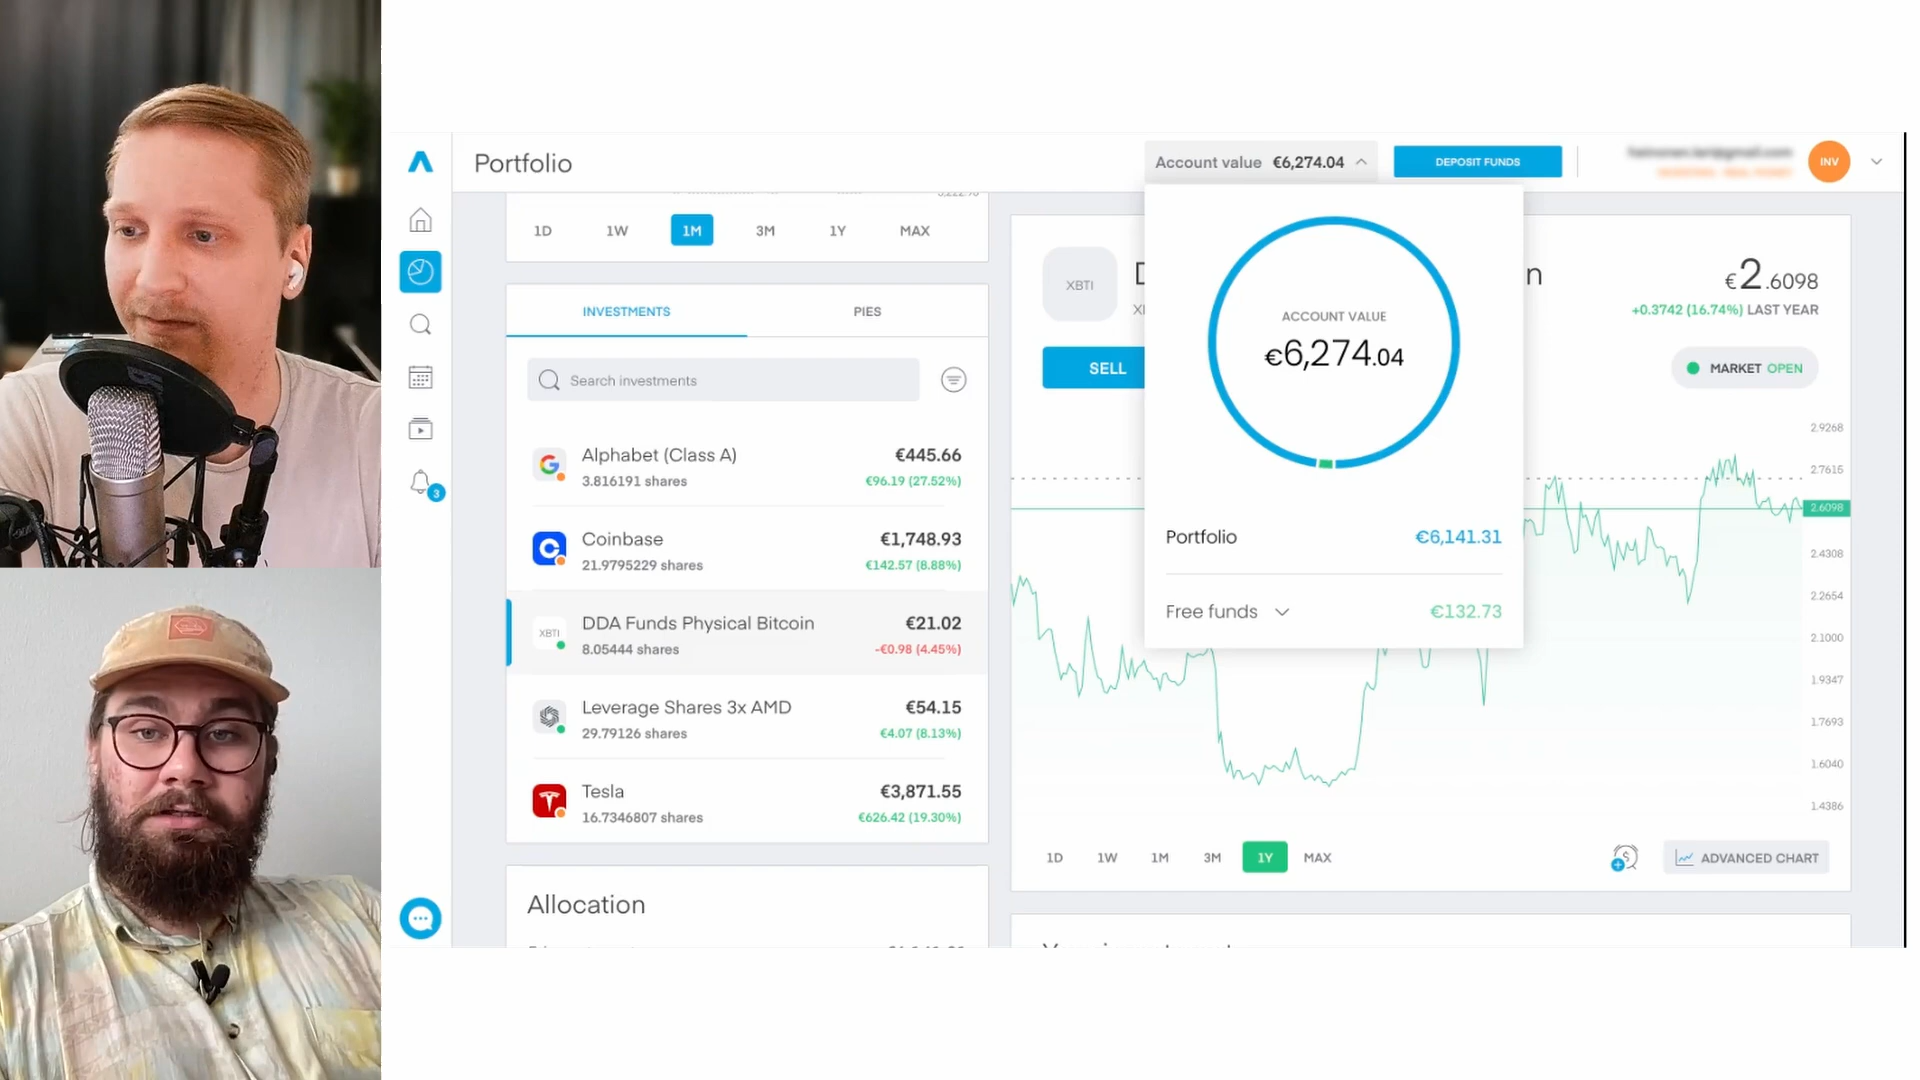 Portfolio
Account value €6,274.04
DEPOSIT FUNDS
INV
1D 1W 1M 3M 1Y MAX
INVESTMENTS
PIES
Search investments
Alphabet (Class A) €445.66
3.816191 shares €96.19 (27.52%)
Coinbase €1,748.93
21.9795229 shares €142.57 (8.88%)
XBTI
DDA Funds Physical Bitcoin €21.02
8.05444 shares -€0.98 (4.45%)
Leverage Shares 3x AMD €54.15
29.79126 shares €4.07 (8.13%)
Tesla €3,871.55
16.7346807 shares €626.42 (19.30%)
Allocation
3
XBTI
n
€2.6098
+0.3742 (16.74%) LAST YEAR
SELL
MARKET OPEN
ACCOUNT VALUE
€6,274.04
Portfolio €6,141.31
Free funds €132.73
2.9268
2.7615
2.6098
2.4308
2.2654
2.1000
1.9347
1.7693
1.6040
1.4386
1D 1W 1M 3M 1Y MAX
ADVANCED CHART